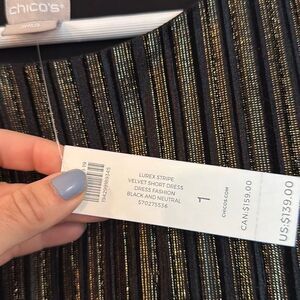 chico's
LUREX STRIPE
VELVET SHORT DRESS
DRESS FASHION
BLACK AND NEUTRAL
570275536
1
CHICOS.COM
CAN:$159.00
US:$139.00